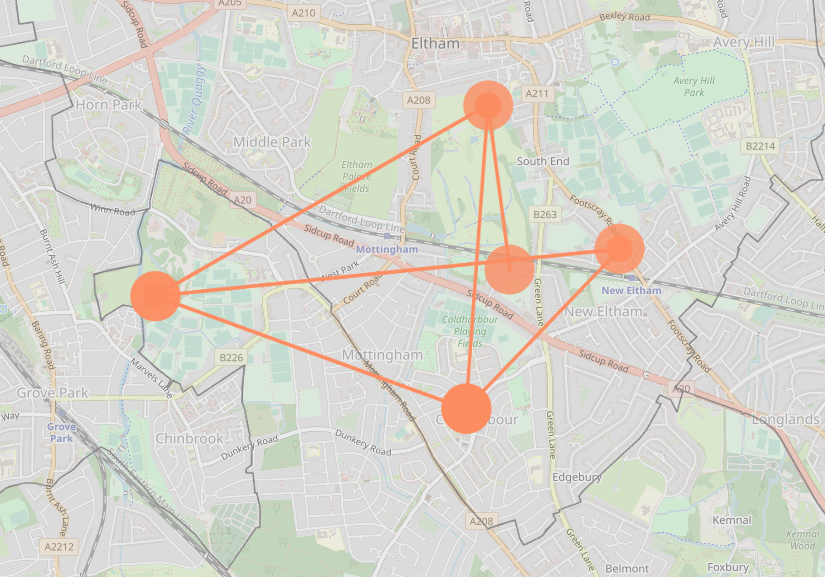 A205
A210
Sidcup Road
Eltham
Bexley Road
Road
Avery Hill
Dartford Loop Line
River Quaggy
Horn Park
A208
A211
Avery Hill
Park
Middle Park
Court Road
B2214
Eltham
Palace
Fields
South End
Sidcup Road
A20
Winn Road
Footscray Road
Avery Hill Road
B263
Dartford Loop Line
Sidcup Road
Mottingham
Burnt Ash Hill
West Park
Court Road
New Eltham
Dartford Loop Line
Green Lane
Sidcup Road
New Eltham
Coldharbour
Playing
Fields
Baring Road
Footscray Road
Mottingham
B226
Sidcup Road
Marvels Lane
Mottingham Road
A20
Grove Park
Way
Longlands
Grove
Park
Chinbrook
Dunkery Road
Dunkery Road
Green Lane
Edgebury
Burnt Ash Lane
A208
Kemnal
Green Lane
Kemnal
Wood
A2212
Belmont
Foxbury